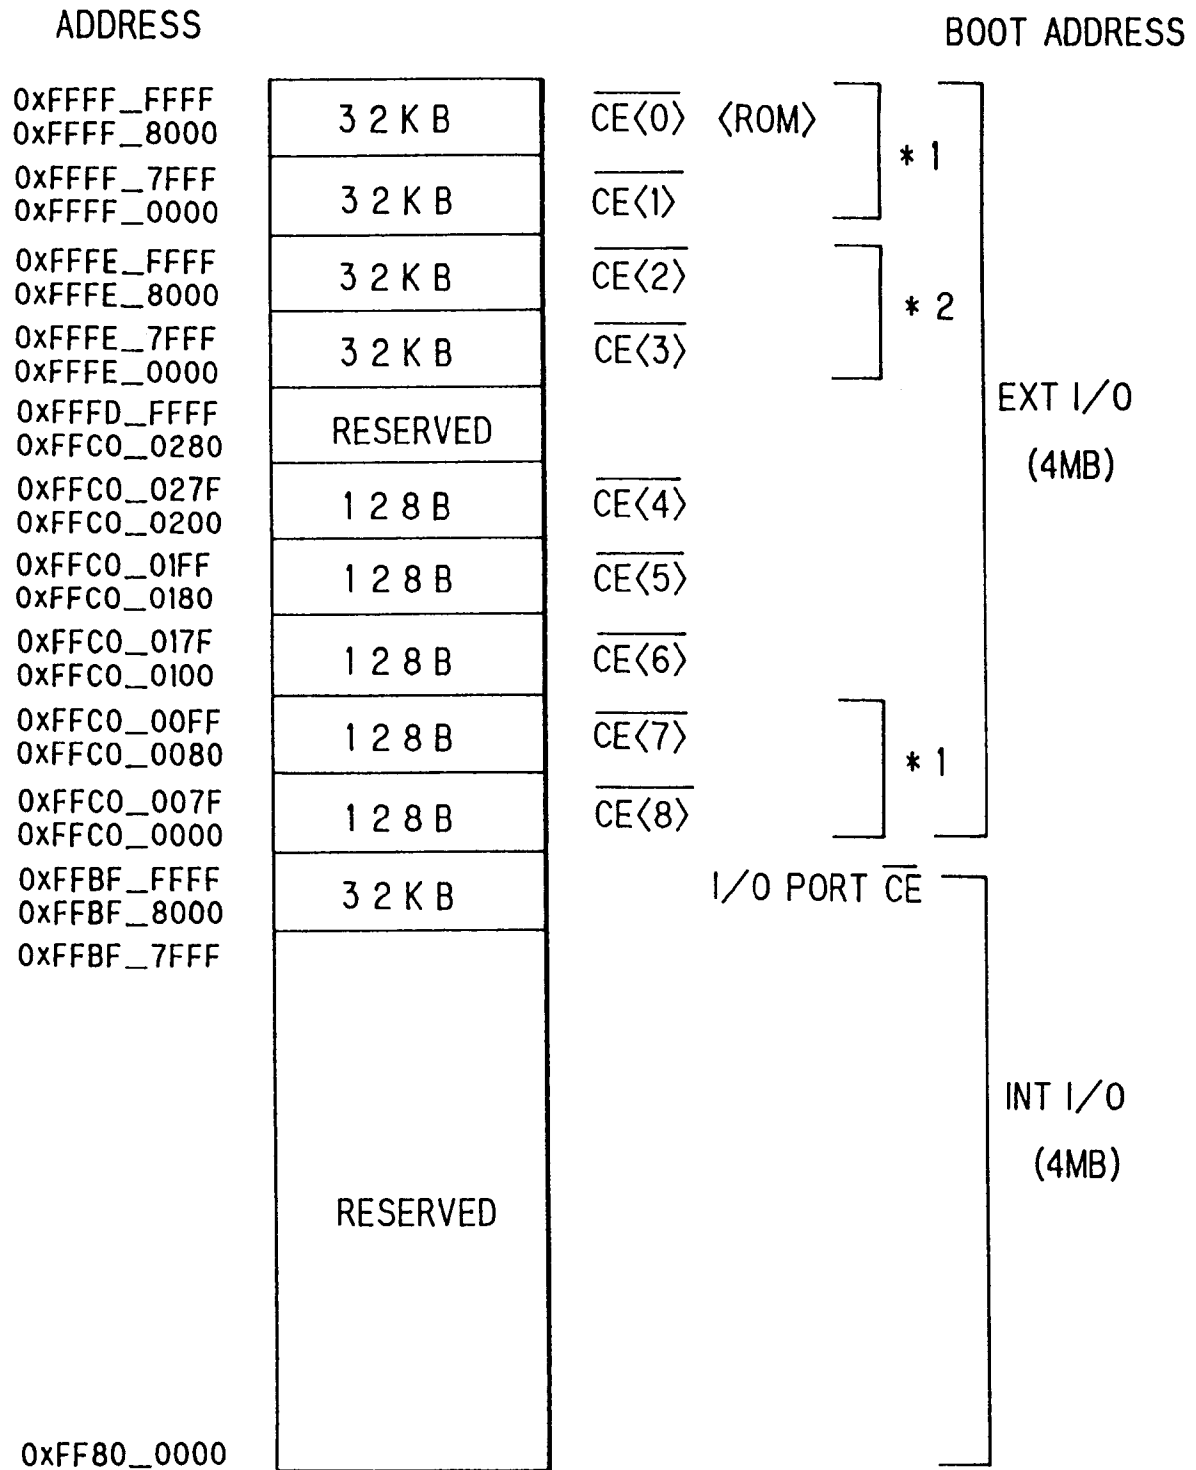 ADDRESS BOOT ADDRESS
0xFFFF_FFFF
0xFFFF_8000 32KB CE⟨0⟩ ⟨ROM⟩
* 1
0xFFFF_7FFF
0xFFFF_0000 32KB CE⟨1⟩
0xFFFE_FFFF
0xFFFE_8000 32KB CE⟨2⟩
* 2
0xFFFE_7FFF
0xFFFE_0000 32KB CE⟨3⟩
EXT I/O
(4MB)
0xFFFD_FFFF
0xFFC0_0280 RESERVED
0xFFC0_027F
0xFFC0_0200 128B CE⟨4⟩
0xFFC0_01FF
0xFFC0_0180 128B CE⟨5⟩
0xFFC0_017F
0xFFC0_0100 128B CE⟨6⟩
0xFFC0_00FF
0xFFC0_0080 128B CE⟨7⟩
* 1
0xFFC0_007F
0xFFC0_0000 128B CE⟨8⟩
0xFFBF_FFFF
0xFFBF_8000 32KB I/O PORT CE
0xFFBF_7FFF
INT I/O
(4MB)
RESERVED
0xFF80_0000